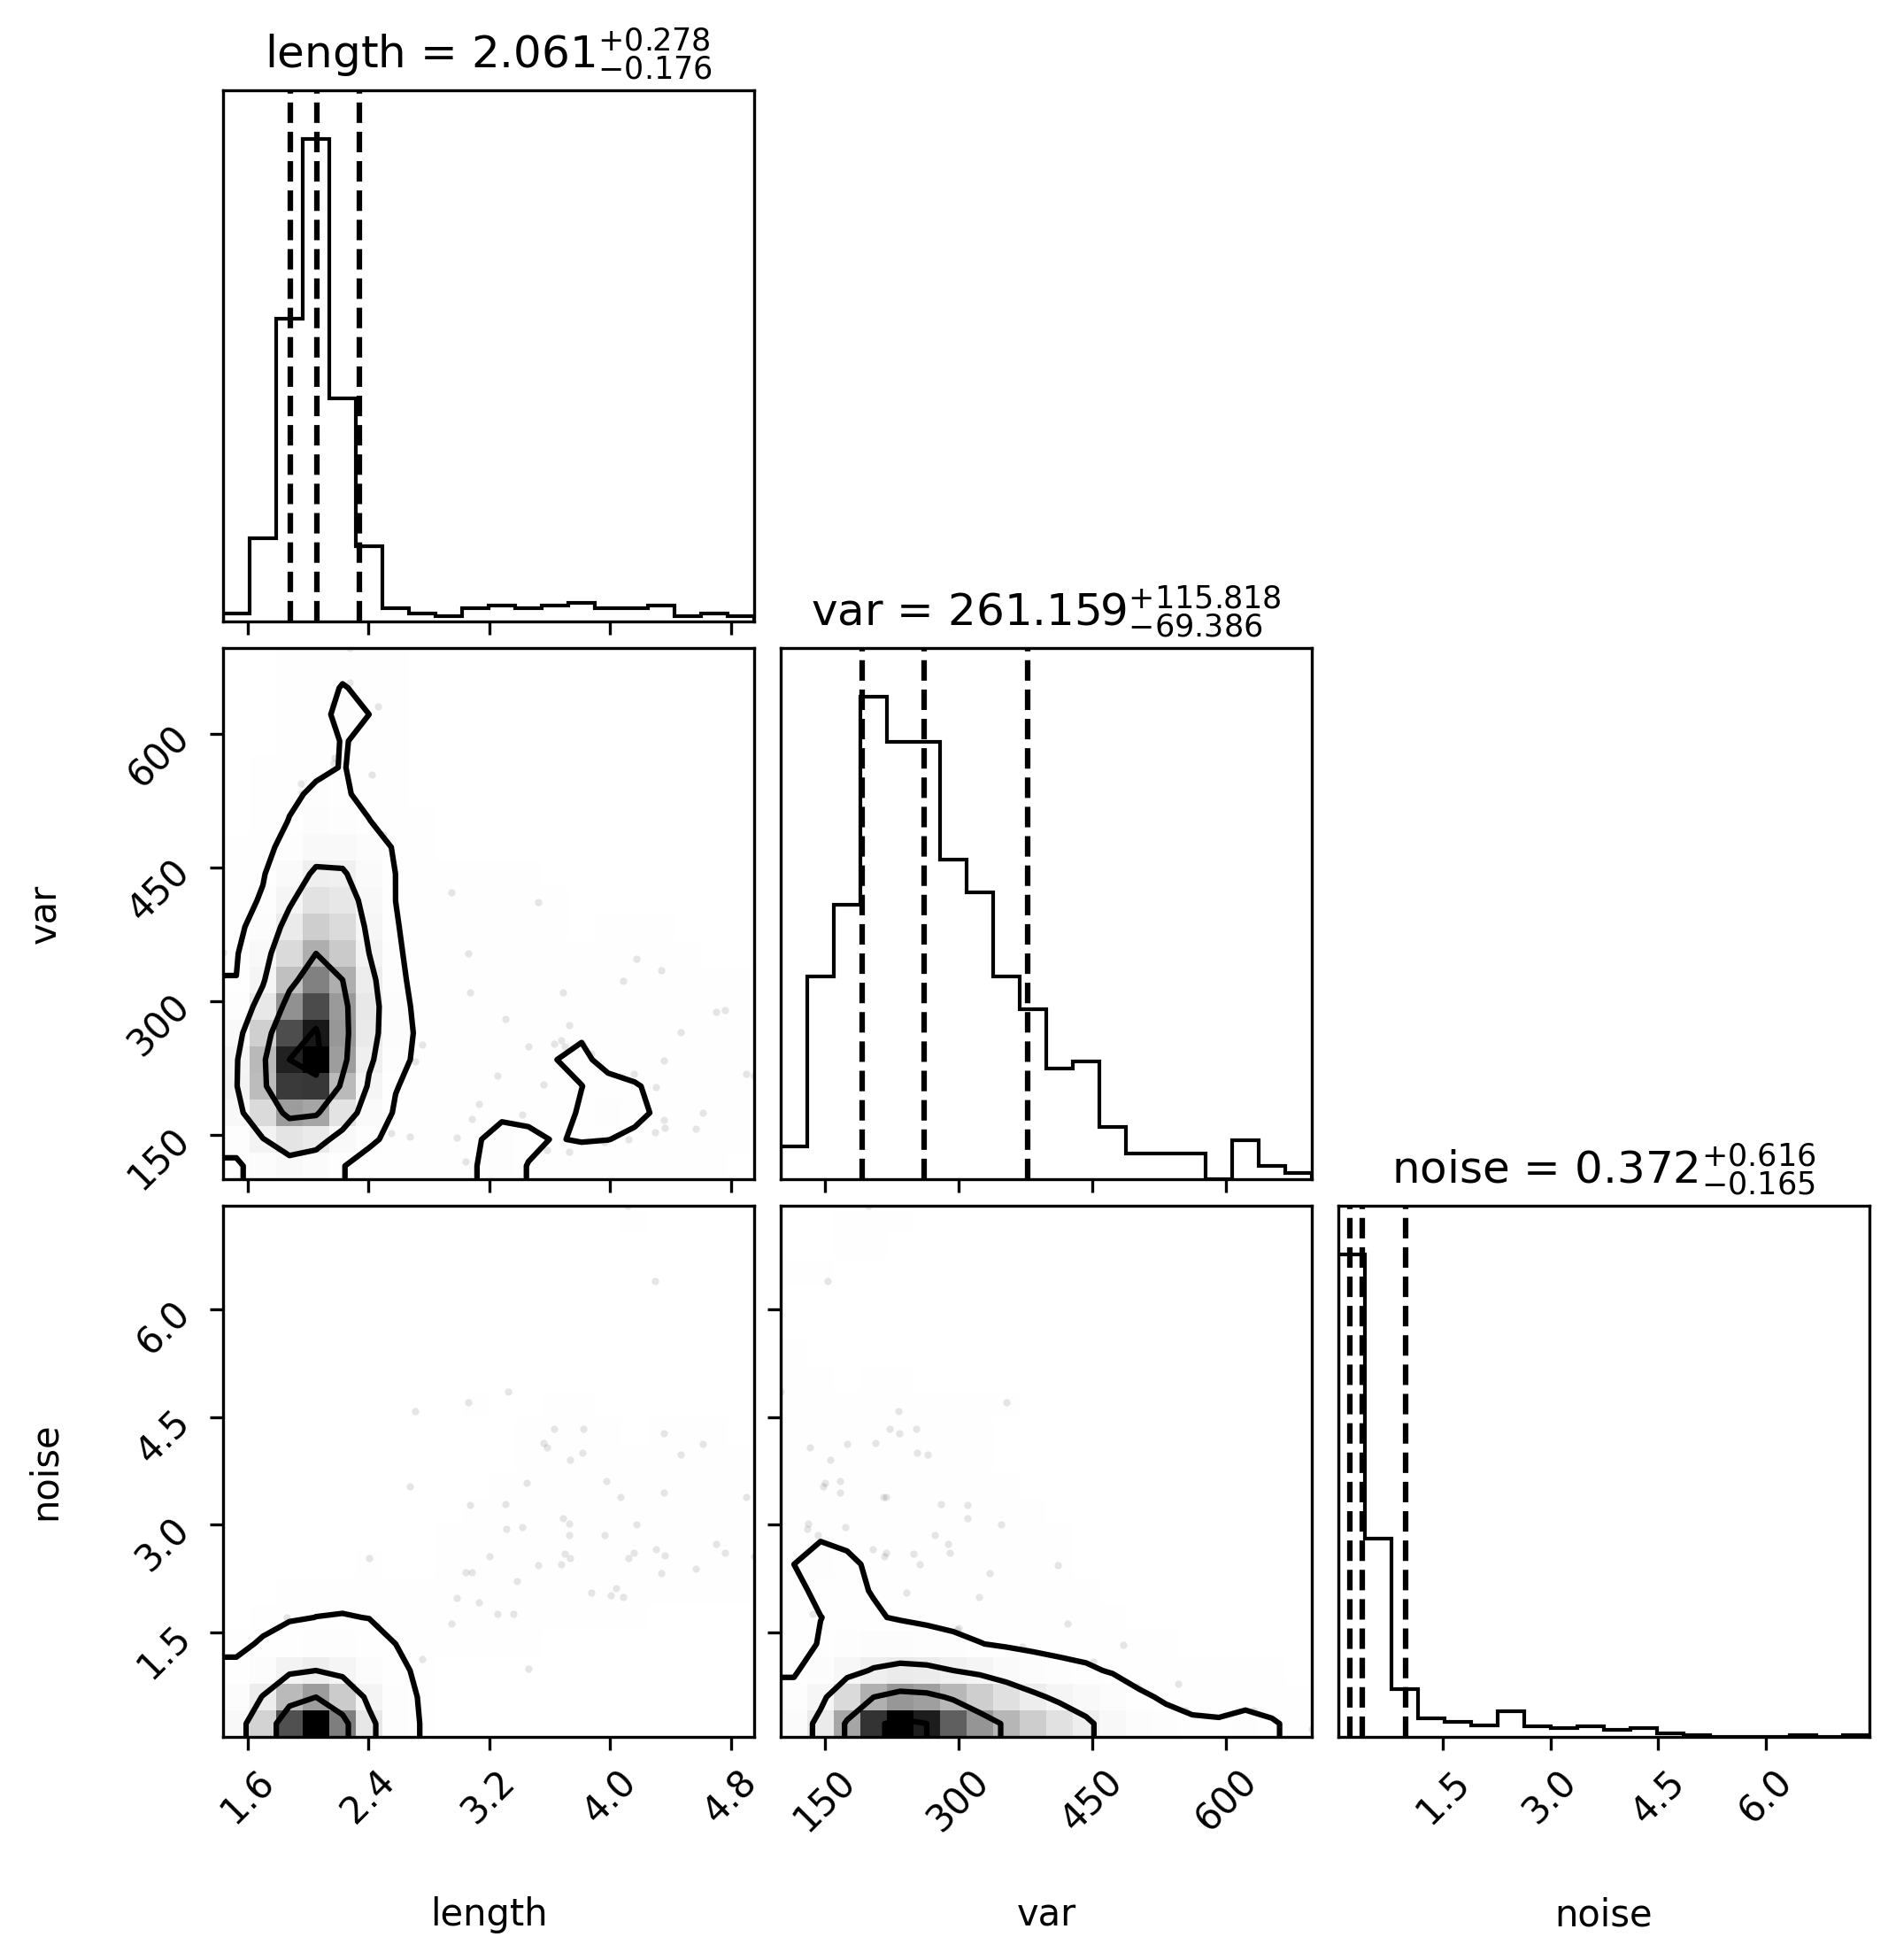 length = 2.061+0.278−0.176
var = 261.159+115.818−69.386
600
450
300
150
var
noise = 0.372+0.616−0.165
6.0
4.5
3.0
1.5
noise
1.6 2.4 3.2 4.0 4.8 150 300 450 600 1.5 3.0 4.5 6.0
length var noise